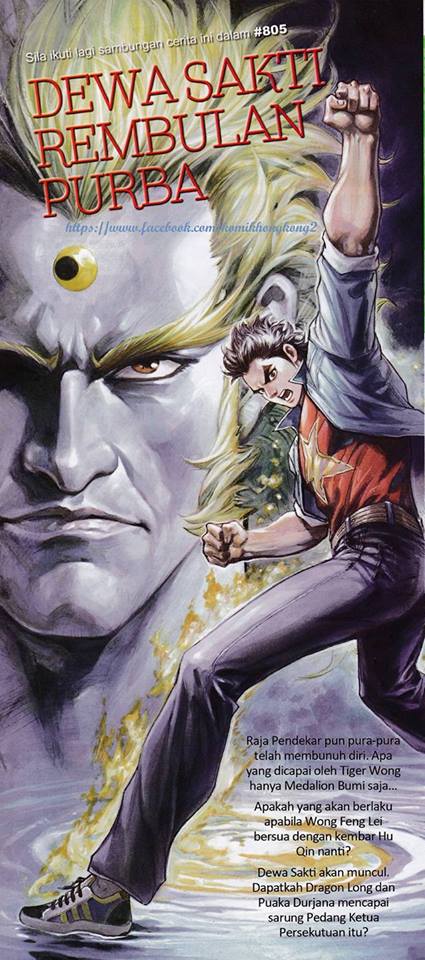 Sila ikuti lagi sambungan cerita ini dalam #805
DEWA SAKTI
REMBULAN
PURBA
https://www.facebook.com/komikhongkong2
Raja Pendekar pun pura-pura
telah membunuh diri. Apa
yang dicapai oleh Tiger Wong
hanya Medalion Bumi saja...
Apakah yang akan berlaku
apabila Wong Feng Lei
bersua dengan kembar Hu
Qin nanti?
Dewa Sakti akan muncul.
Dapatkah Dragon Long dan
Puaka Durjana mencapai
sarung Pedang Ketua
Persekutuan itu?